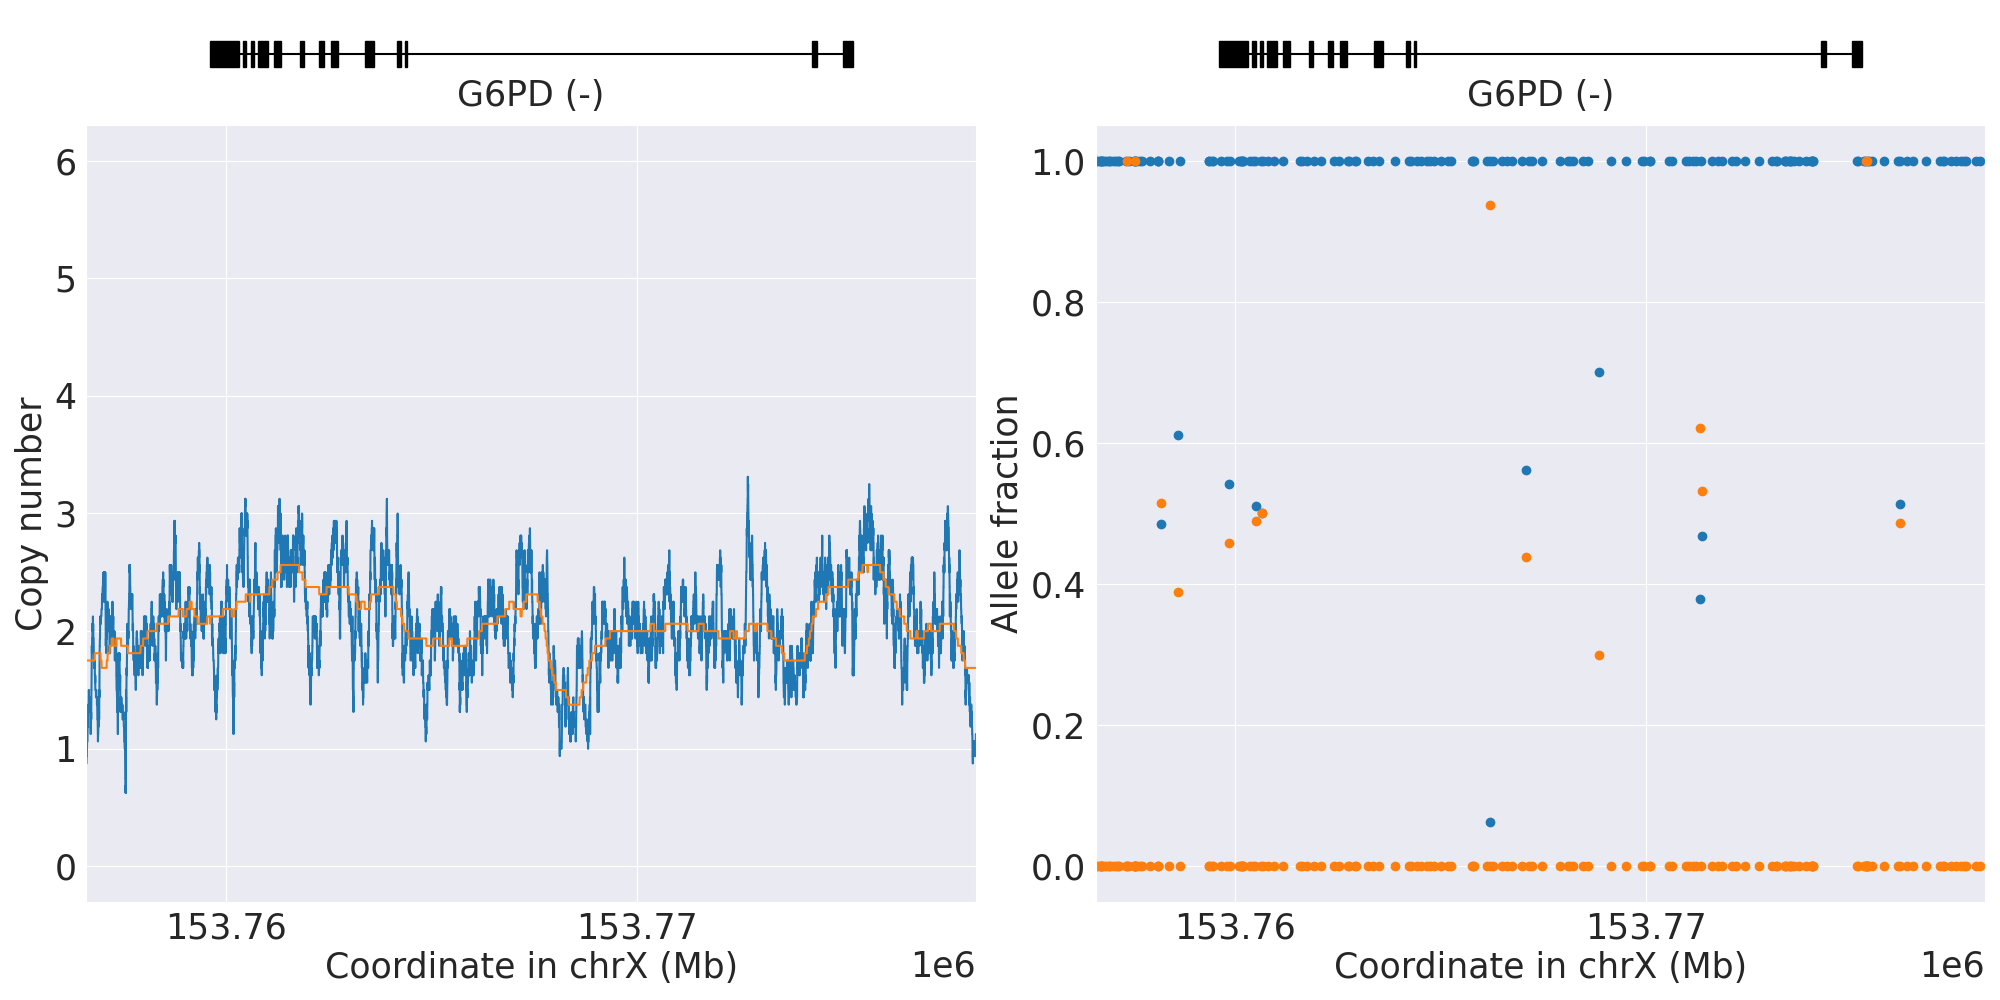 G6PD (-)
6
5
4
3
2
1
0
Copy number
153.76
153.77
Coordinate in chrX (Mb)
1e6
G6PD (-)
1.0
0.8
0.6
0.4
0.2
0.0
Allele fraction
153.76
153.77
Coordinate in chrX (Mb)
1e6